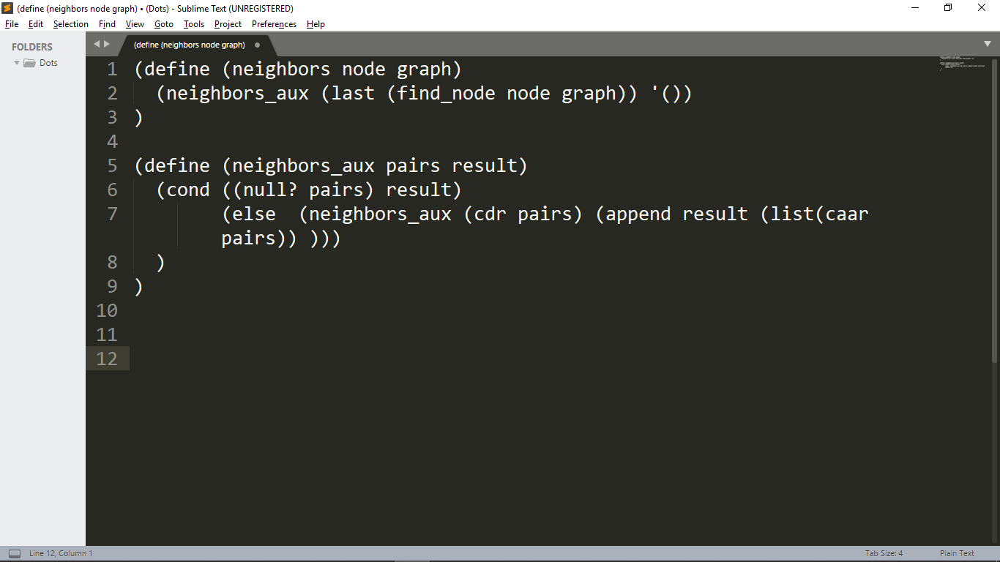 (define (neighbors node graph) • (Dots) - Sublime Text (UNREGISTERED)
File Edit Selection Find View Goto Tools Project Preferences Help
FOLDERS
Dots
(define (neighbors node graph)
1 (define (neighbors node graph)
2 (neighbors_aux (last (find_node node graph)) '())
3 )
4
5 (define (neighbors_aux pairs result)
6 (cond ((null? pairs) result)
7 (else  (neighbors_aux (cdr pairs) (append result (list(caar
pairs)) )))
8 )
9 )
10
11
12
Line 12, Column 1
Tab Size: 4
Plain Text